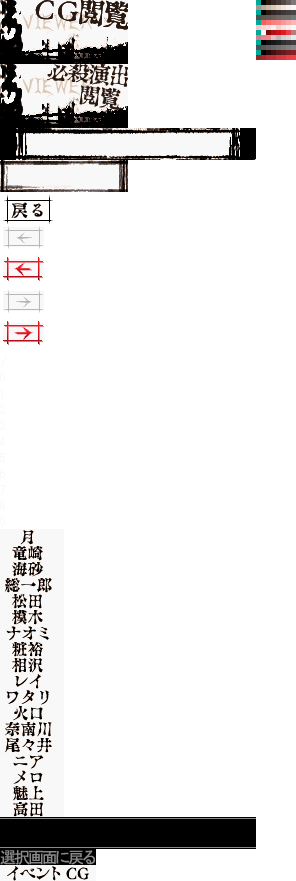 CG閲覧
VIEWER
必殺演出
閲覧
VIEWER
戻る
←
←
→
→
月
竜崎
海砂
総一郎
松田
模木
ナオミ
粧裕
相沢
レイ
ワタリ
火口
奈南川
尾々井
ニア
メロ
魅上
高田
選択画面に戻る
イベントCG